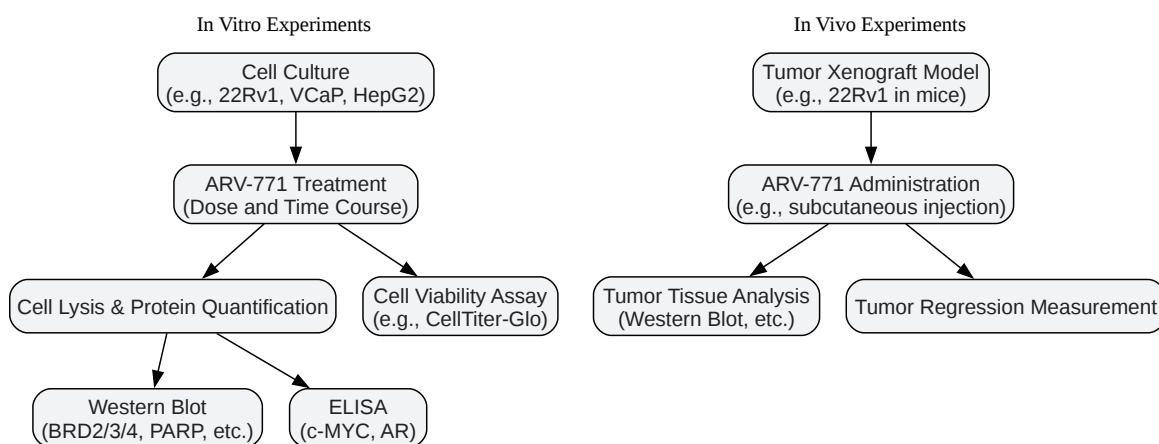 In Vitro Experiments
Cell Culture
(e.g., 22Rv1, VCaP, HepG2)
ARV-771 Treatment
(Dose and Time Course)
Cell Lysis & Protein Quantification
Cell Viability Assay
(e.g., CellTiter-Glo)
Western Blot
(BRD2/3/4, PARP, etc.)
ELISA
(c-MYC, AR)
In Vivo Experiments
Tumor Xenograft Model
(e.g., 22Rv1 in mice)
ARV-771 Administration
(e.g., subcutaneous injection)
Tumor Tissue Analysis
(Western Blot, etc.)
Tumor Regression Measurement